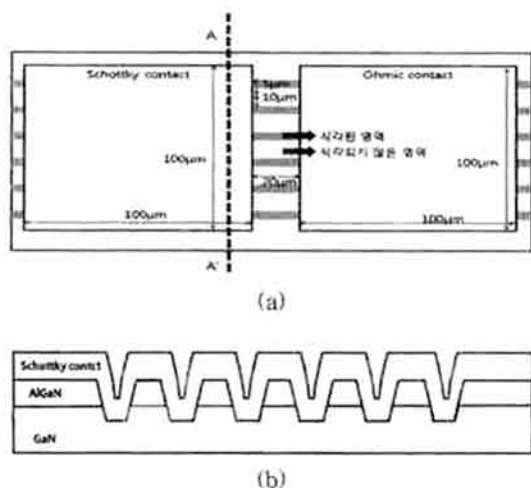 A
Schottky contact
Ohmic contact
5μm
10μm
식각된 영역
식각되지 않은 영역
100μm
100μm
20μm
100μm
100μm
A'
(a)
Schottky contct
AlGaN
GaN
(b)